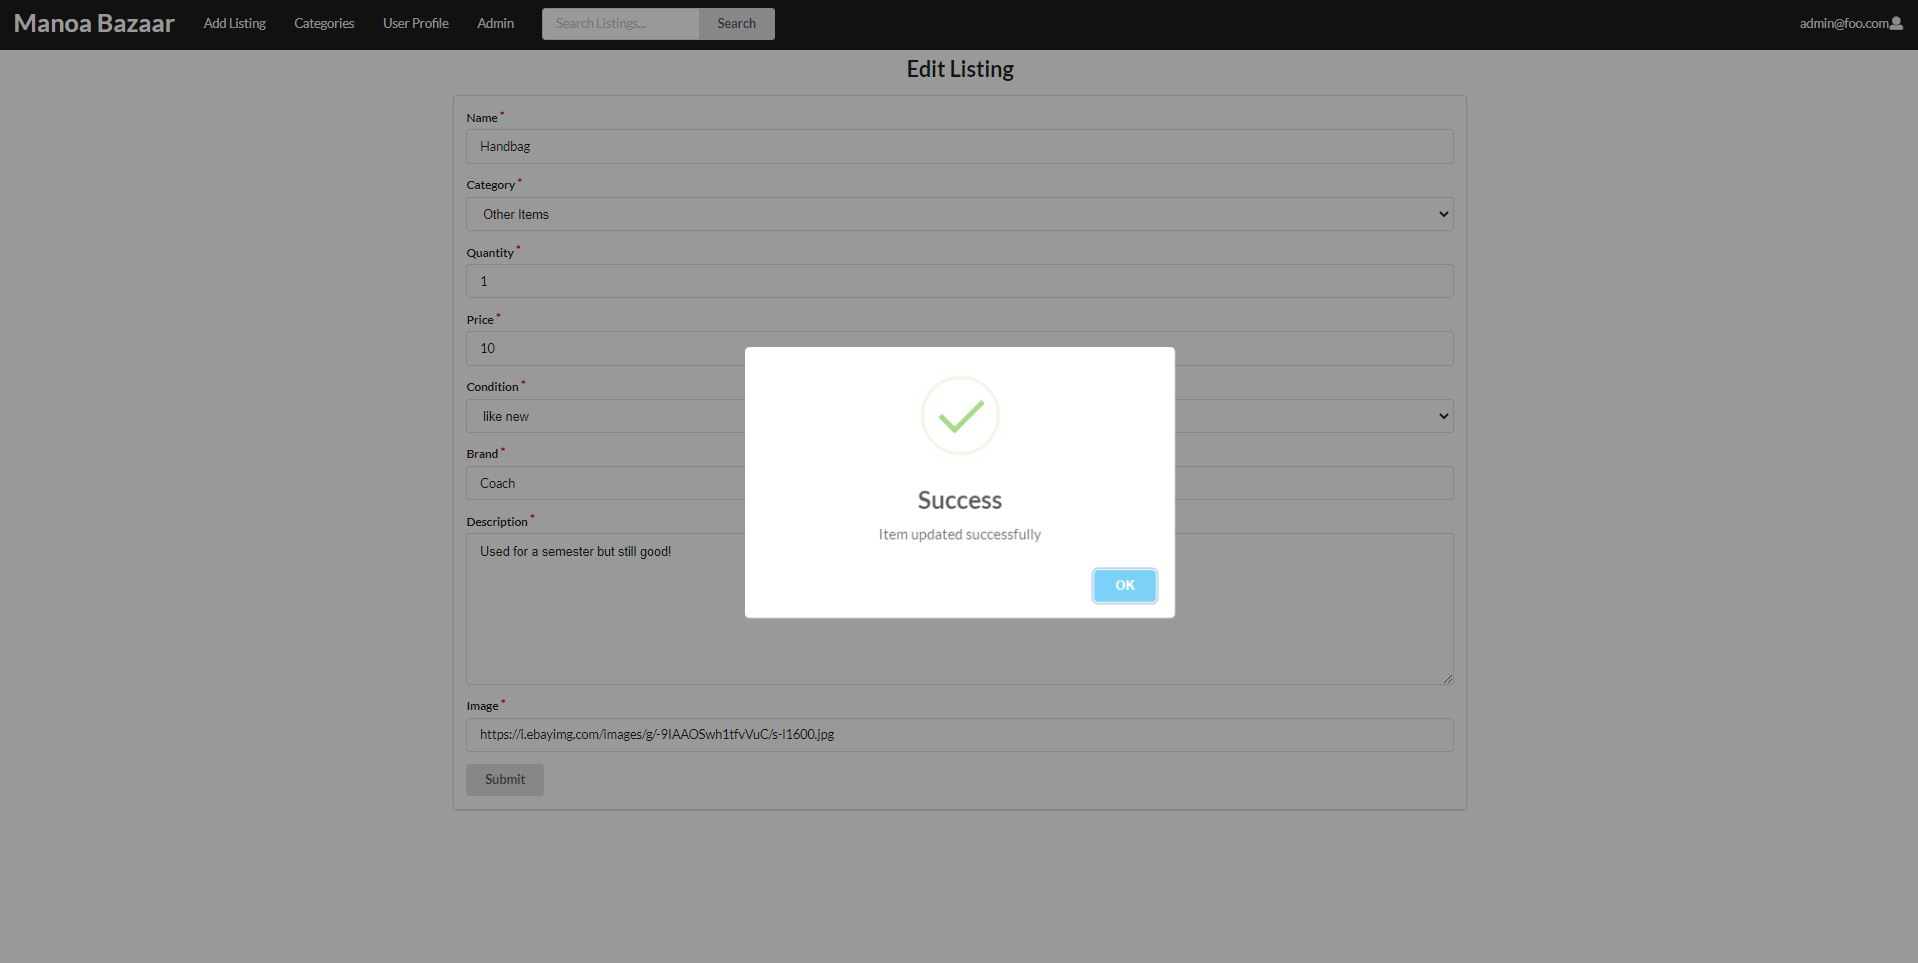 Manoa Bazaar Add Listing Categories User Profile Admin Search Listings... Search admin@foo.com
Edit Listing
Name *
Handbag
Category *
Other Items
Quantity *
1
Price *
10
Condition *
like new
Brand *
Coach
Description *
Used for a semester but still good!
Success
Item updated successfully
OK
Image *
https://i.ebayimg.com/images/g/-9IAAOSwh1tfvVuC/s-l1600.jpg
Submit